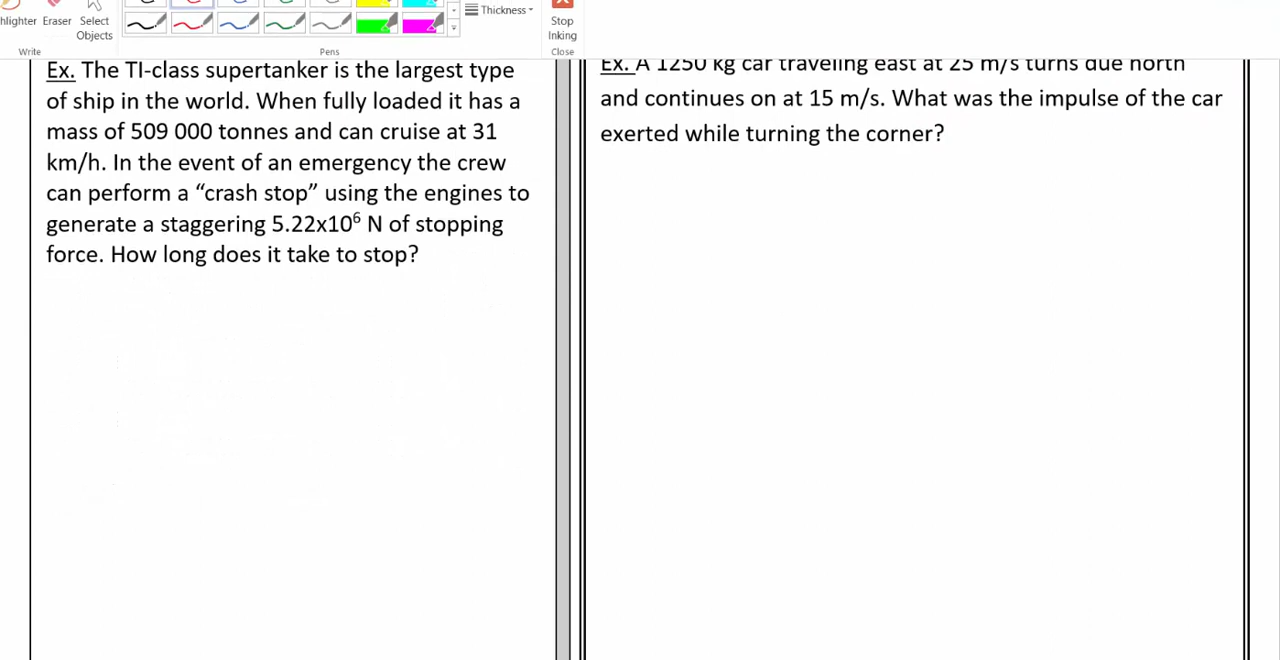 hlighter Eraser Select
Objects
Thickness
Stop
Inking
Write
Pens
Close
Ex. The TI-class supertanker is the largest type
of ship in the world. When fully loaded it has a
mass of 509 000 tonnes and can cruise at 31
km/h. In the event of an emergency the crew
can perform a “crash stop” using the engines to
generate a staggering 5.22x10⁶ N of stopping
force. How long does it take to stop?
Ex. A 1250 kg car traveling east at 25 m/s turns due north
and continues on at 15 m/s. What was the impulse of the car
exerted while turning the corner?